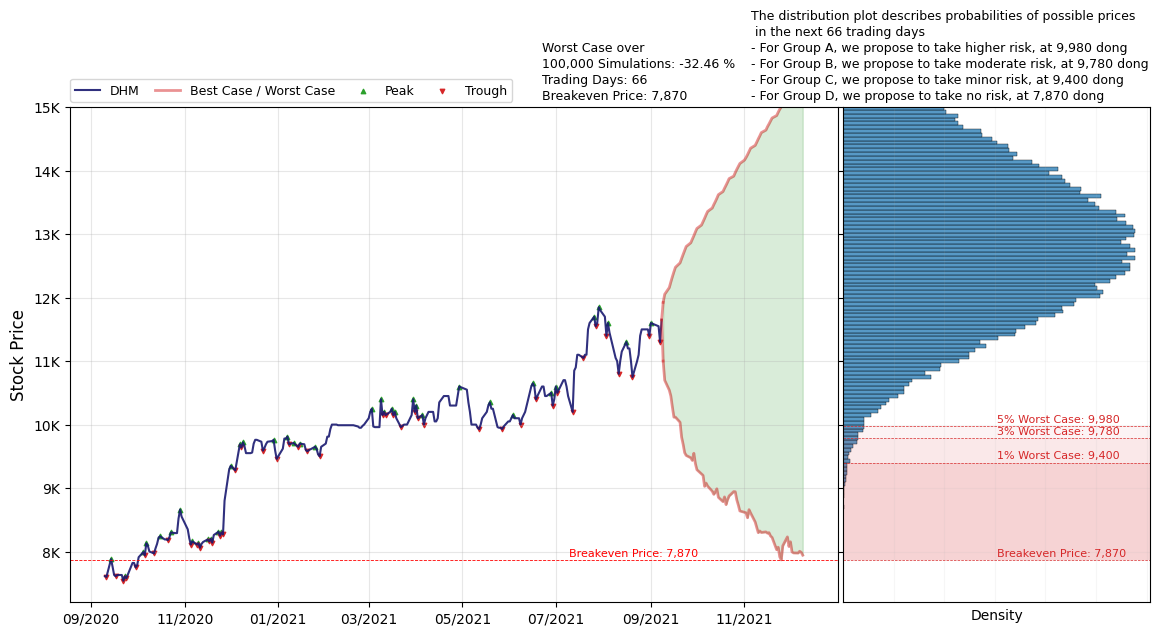 The distribution plot describes probabilities of possible prices
in the next 66 trading days
- For Group A, we propose to take higher risk, at 9,980 dong
- For Group B, we propose to take moderate risk, at 9,780 dong
- For Group C, we propose to take minor risk, at 9,400 dong
- For Group D, we propose to take no risk, at 7,870 dong
Worst Case over
100,000 Simulations: -32.46 %
Trading Days: 66
Breakeven Price: 7,870
DHM
Best Case / Worst Case
Peak
Trough
Stock Price
15K
14K
13K
12K
11K
10K
9K
8K
Breakeven Price: 7,870
09/2020
11/2020
01/2021
03/2021
05/2021
07/2021
09/2021
11/2021
5% Worst Case: 9,980
3% Worst Case: 9,780
1% Worst Case: 9,400
Breakeven Price: 7,870
Density